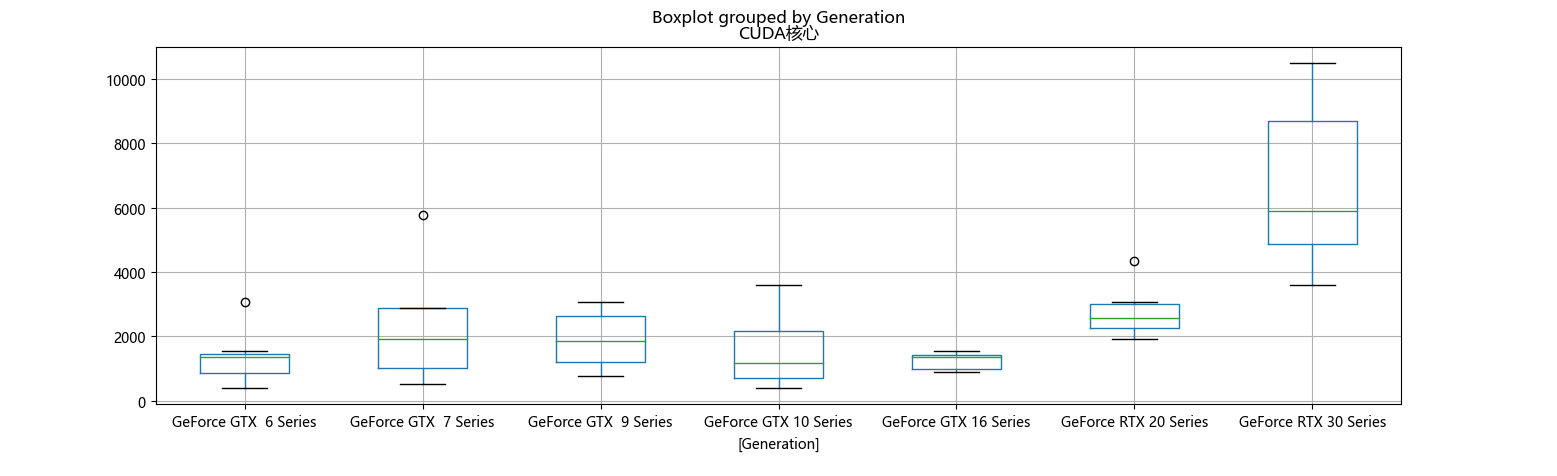 Boxplot grouped by Generation
CUDA核心
10000
8000
6000
4000
2000
0
GeForce GTX  6 Series GeForce GTX  7 Series GeForce GTX  9 Series GeForce GTX 10 Series GeForce GTX 16 Series GeForce RTX 20 Series GeForce RTX 30 Series
[Generation]